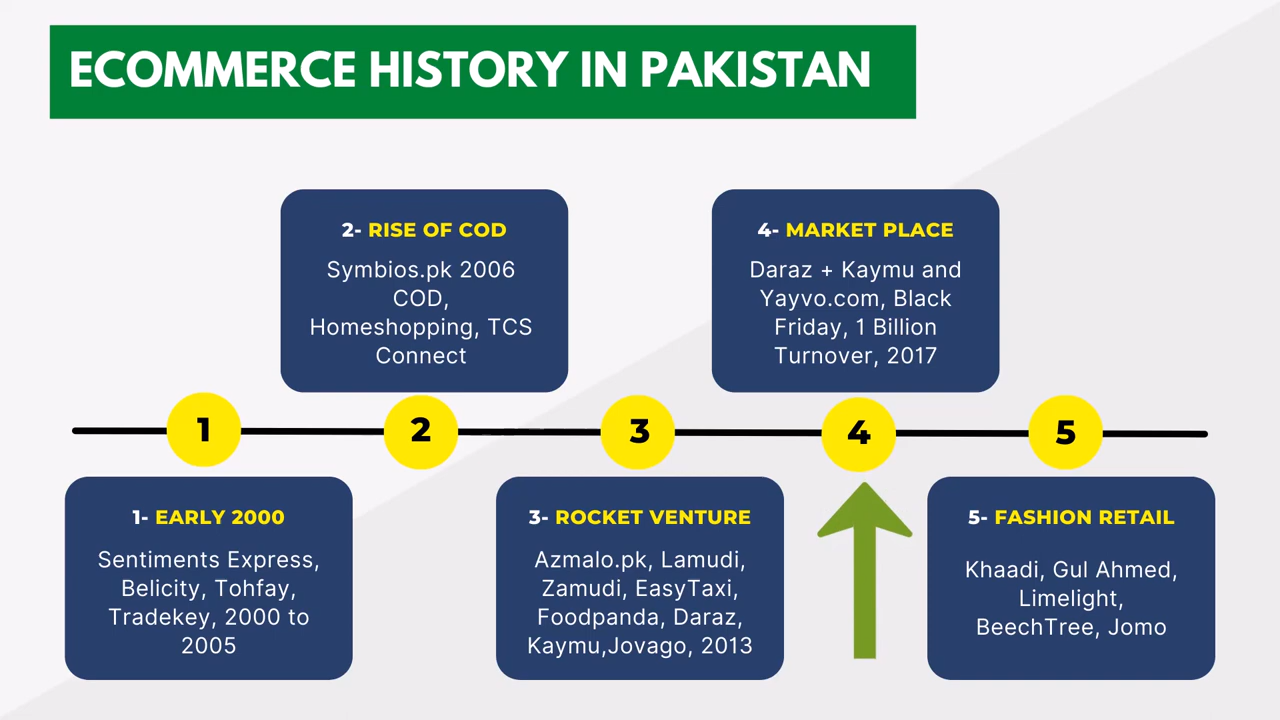 ECOMMERCE HISTORY IN PAKISTAN
2- RISE OF COD
Symbios.pk 2006
COD,
Homeshopping, TCS
Connect
4- MARKET PLACE
Daraz + Kaymu and
Yayvo.com, Black
Friday, 1 Billion
Turnover, 2017
1
2
3
4
5
1- EARLY 2000
Sentiments Express,
Belicity, Tohfay,
Tradekey, 2000 to
2005
3- ROCKET VENTURE
Azmalo.pk, Lamudi,
Zamudi, EasyTaxi,
Foodpanda, Daraz,
Kaymu,Jovago, 2013
5- FASHION RETAIL
Khaadi, Gul Ahmed,
Limelight,
BeechTree, Jomo